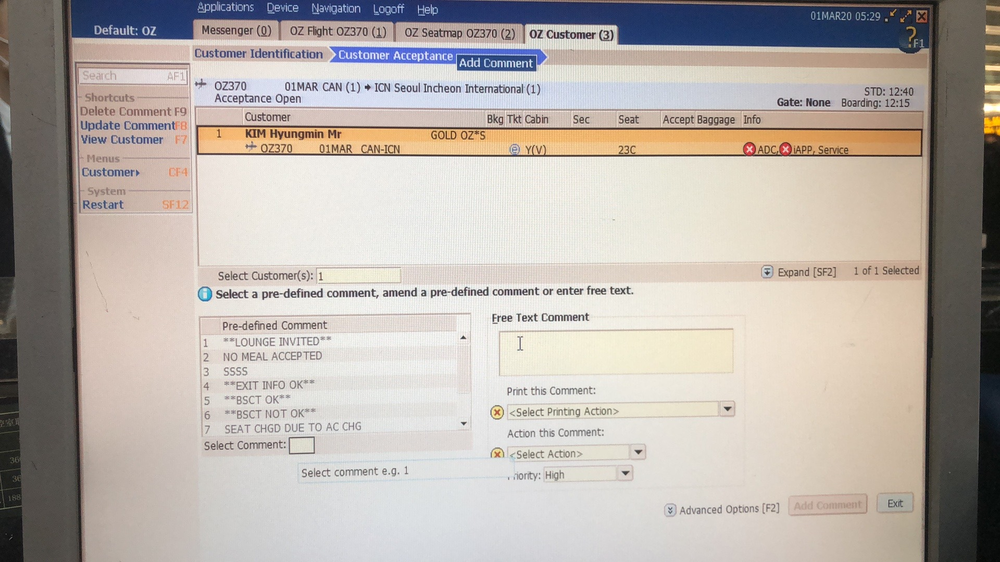 Applications Device Navigation Logoff Help
01MAR20 05:29
Default: OZ
Messenger (0) OZ Flight OZ370 (1) OZ Seatmap OZ370 (2) OZ Customer (3)
F1
Customer Identification Customer Acceptance Add Comment
Search AF1
Shortcuts
Delete Comment F9
Update Comment F8
View Customer F7
Menus
Customer CF4
System
Restart SF12
OZ370 01MAR CAN (1) ICN Seoul Incheon International (1)
STD: 12:40
Acceptance Open
Gate: None Boarding: 12:15
Customer Bkg Tkt Cabin Sec Seat Accept Baggage Info
1 KIM Hyungmin Mr GOLD OZ*S
OZ370 01MAR CAN-ICN Y(V) 23C ADC, iAPP, Service
Select Customer(s): 1
Expand [SF2] 1 of 1 Selected
Select a pre-defined comment, amend a pre-defined comment or enter free text.
Pre-defined Comment
1 **LOUNGE INVITED**
2 NO MEAL ACCEPTED
3 SSSS
4 **EXIT INFO OK**
5 **BSCT OK**
6 **BSCT NOT OK**
7 SEAT CHGD DUE TO AC CHG
Select Comment:
Select comment e.g. 1
Free Text Comment
Print this Comment:
<Select Printing Action>
Action this Comment:
<Select Action>
riority: High
Advanced Options [F2] Add Comment Exit
36
188